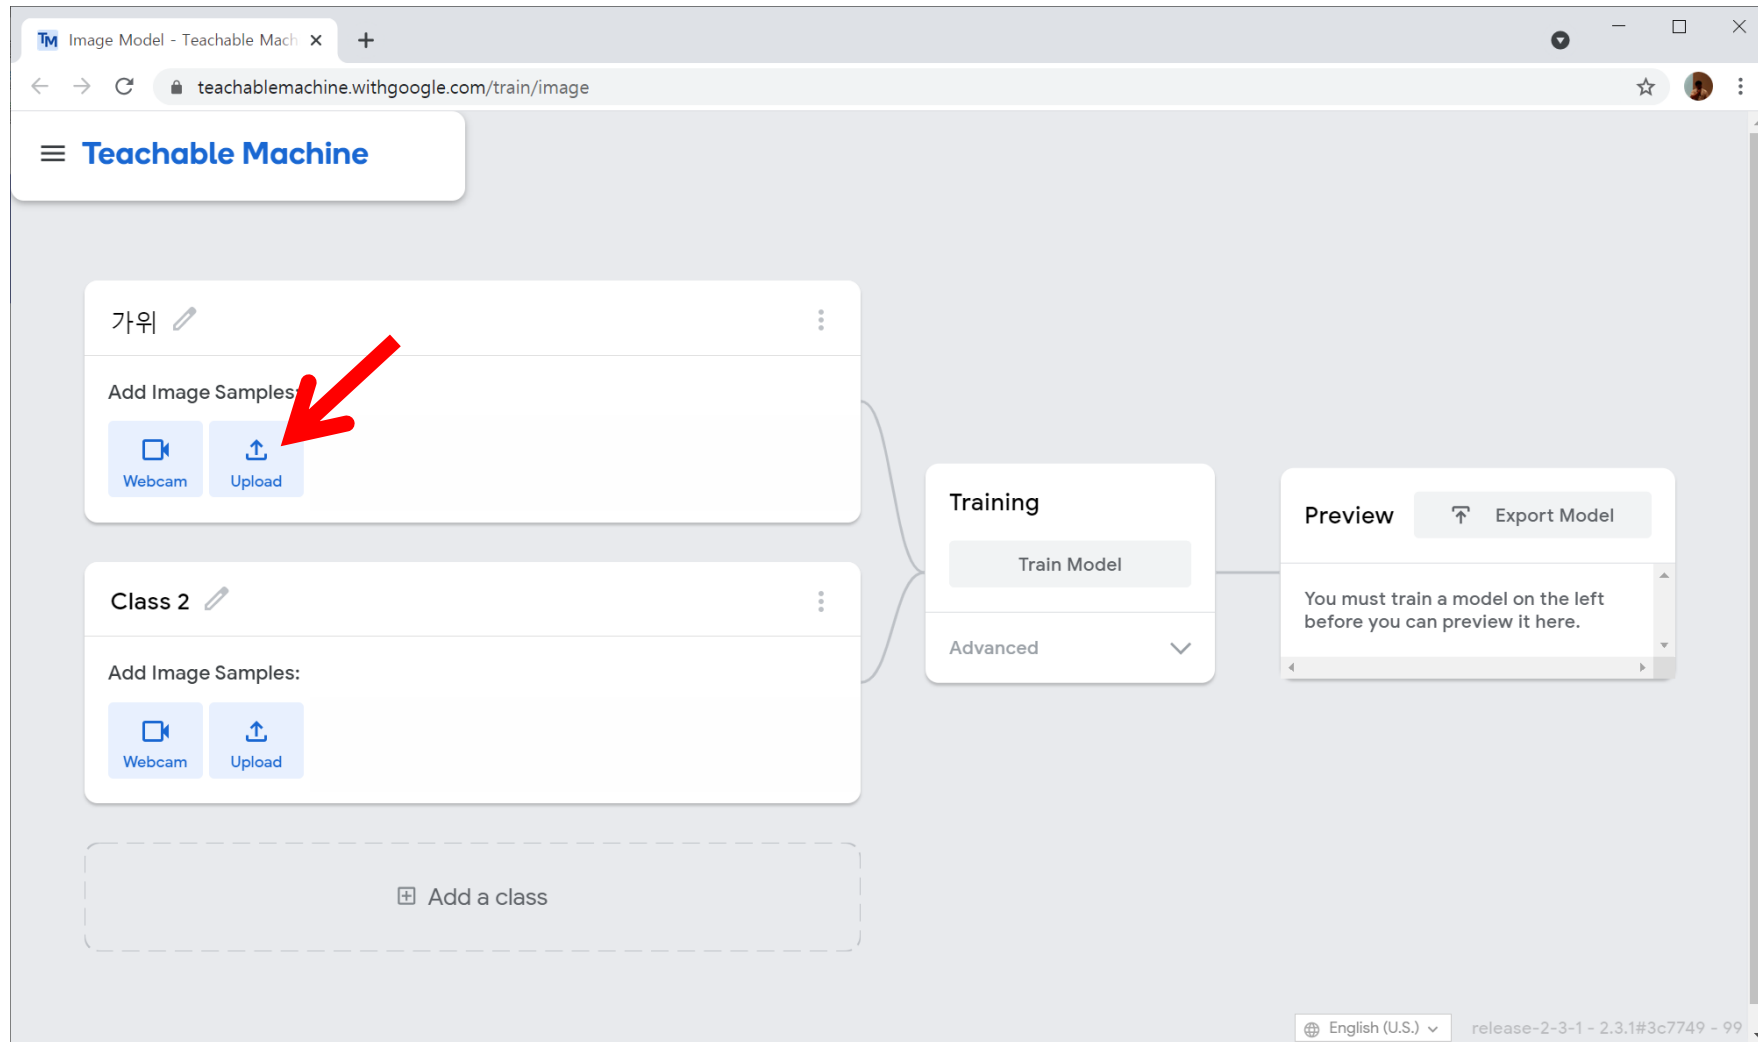 Image Model - Teachable Mach
teachablemachine.withgoogle.com/train/image
Teachable Machine
가위
Add Image Samples:
Webcam
Upload
Class 2
Add Image Samples:
Webcam
Upload
Add a class
Training
Train Model
Advanced
Preview
Export Model
You must train a model on the left
before you can preview it here.
English (U.S.)
release-2-3-1 - 2.3.1#3c7749 - 99